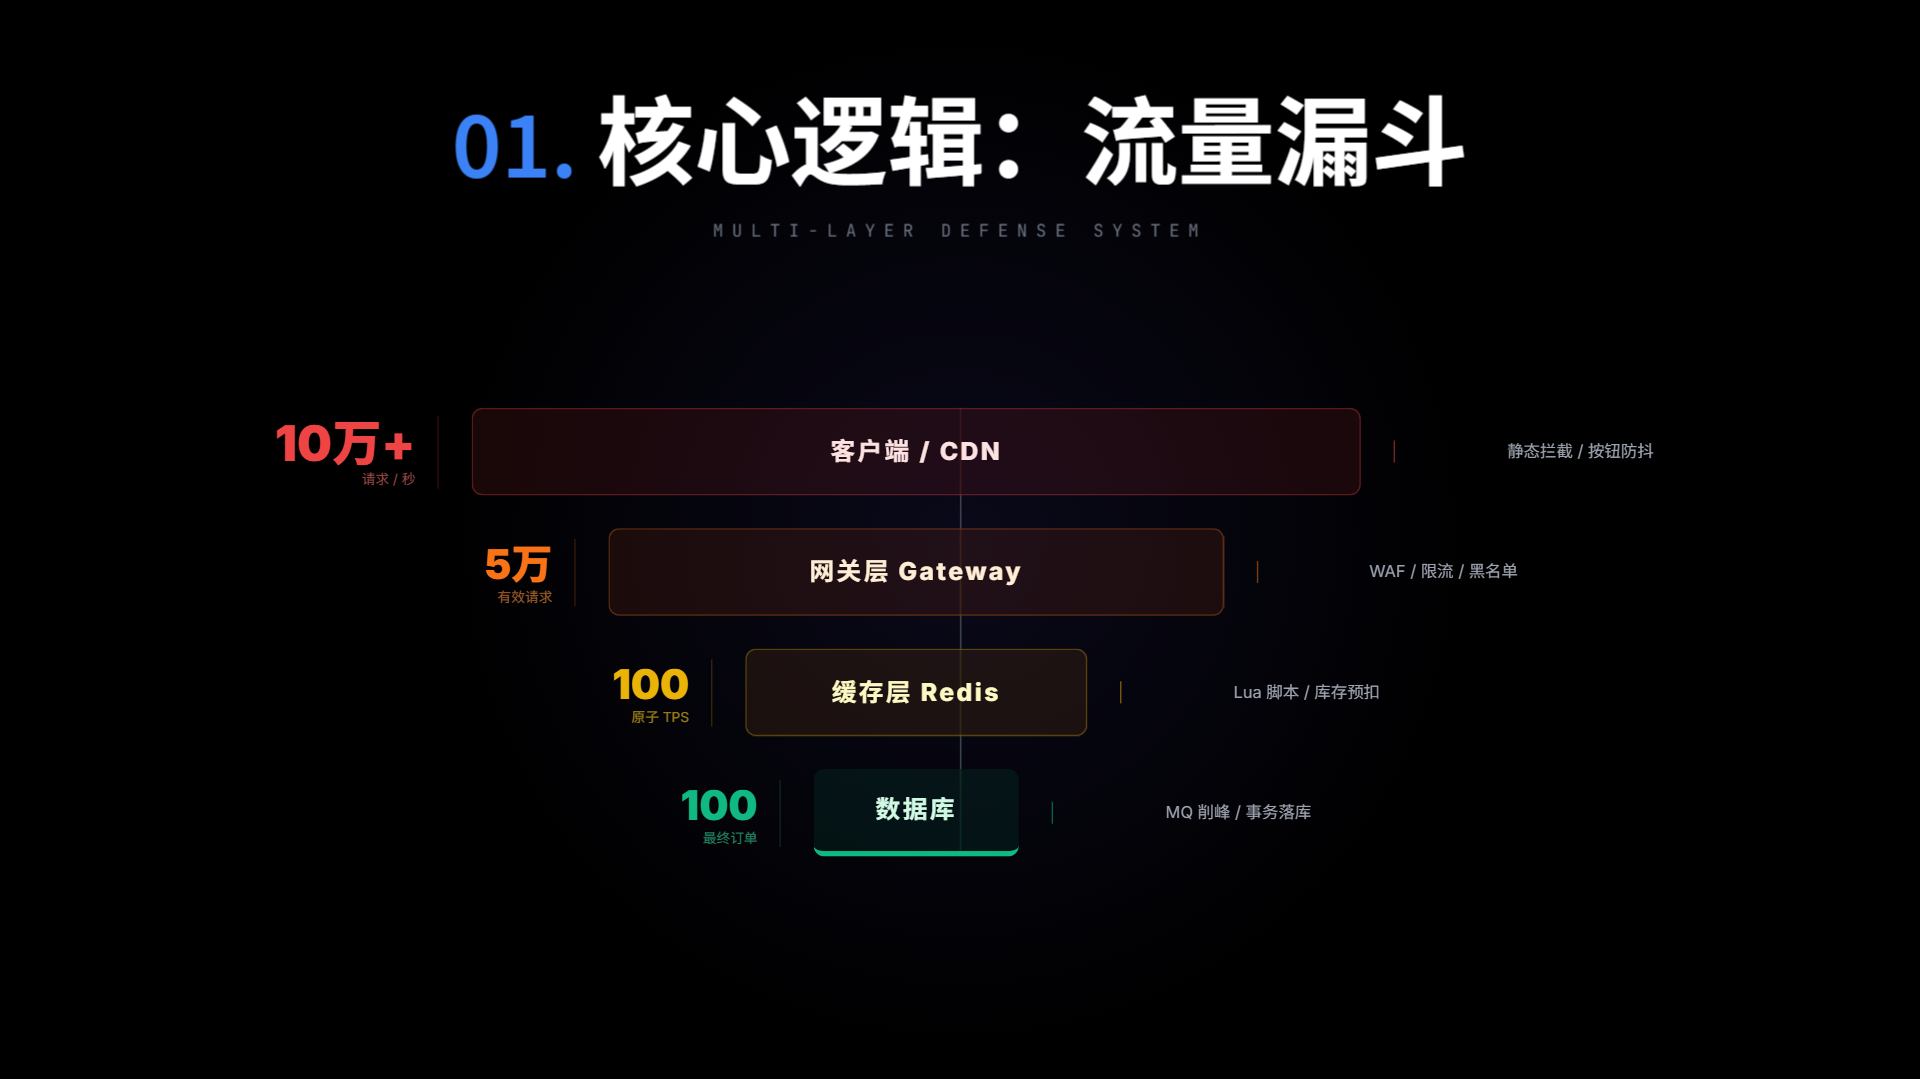 01. 核心逻辑：流量漏斗
MULTI-LAYER DEFENSE SYSTEM
10万+
请求 / 秒
客户端 / CDN
静态拦截 / 按钮防抖
5万
有效请求
网关层 Gateway
WAF / 限流 / 黑名单
100
原子 TPS
缓存层 Redis
Lua 脚本 / 库存预扣
100
最终订单
数据库
MQ 削峰 / 事务落库